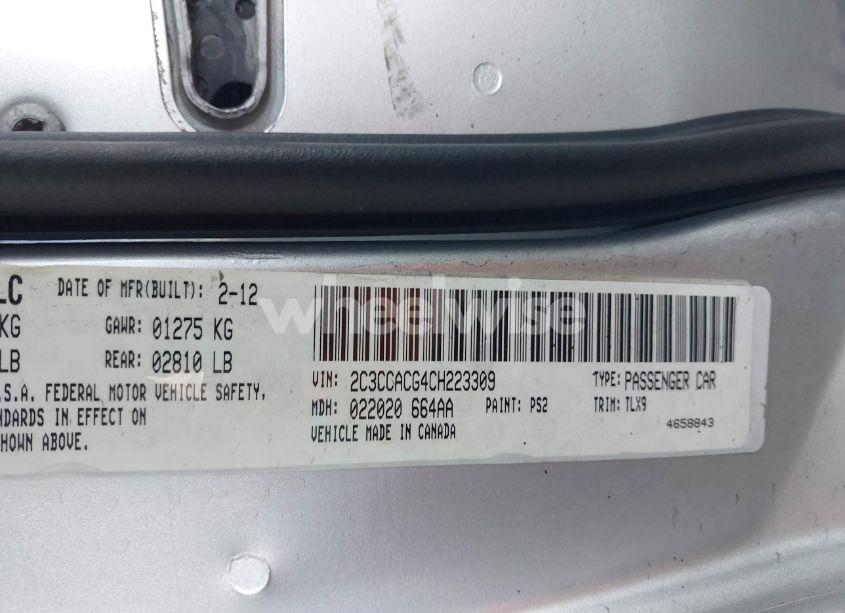 LC DATE OF MFR(BUILT): 2-12
KG GAWR: 01275 KG
LB REAR: 02810 LB
.S.A. FEDERAL MOTOR VEHICLE SAFETY,
NDARDS IN EFFECT ON
SHOWN ABOVE.
wheelwise
VIN: 2C3CCACG4CH223309 TYPE: PASSENGER CAR
MDH: 022020 664AA PAINT: PS2 TRIM: TLX9
VEHICLE MADE IN CANADA 4658843